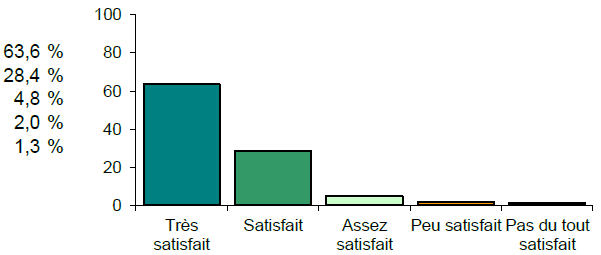 63,6 %
28,4 %
4,8 %
2,0 %
1,3 %
100
80
60
40
20
0
Très
satisfait
Satisfait
Assez
satisfait
Peu satisfait
Pas du tout
satisfait